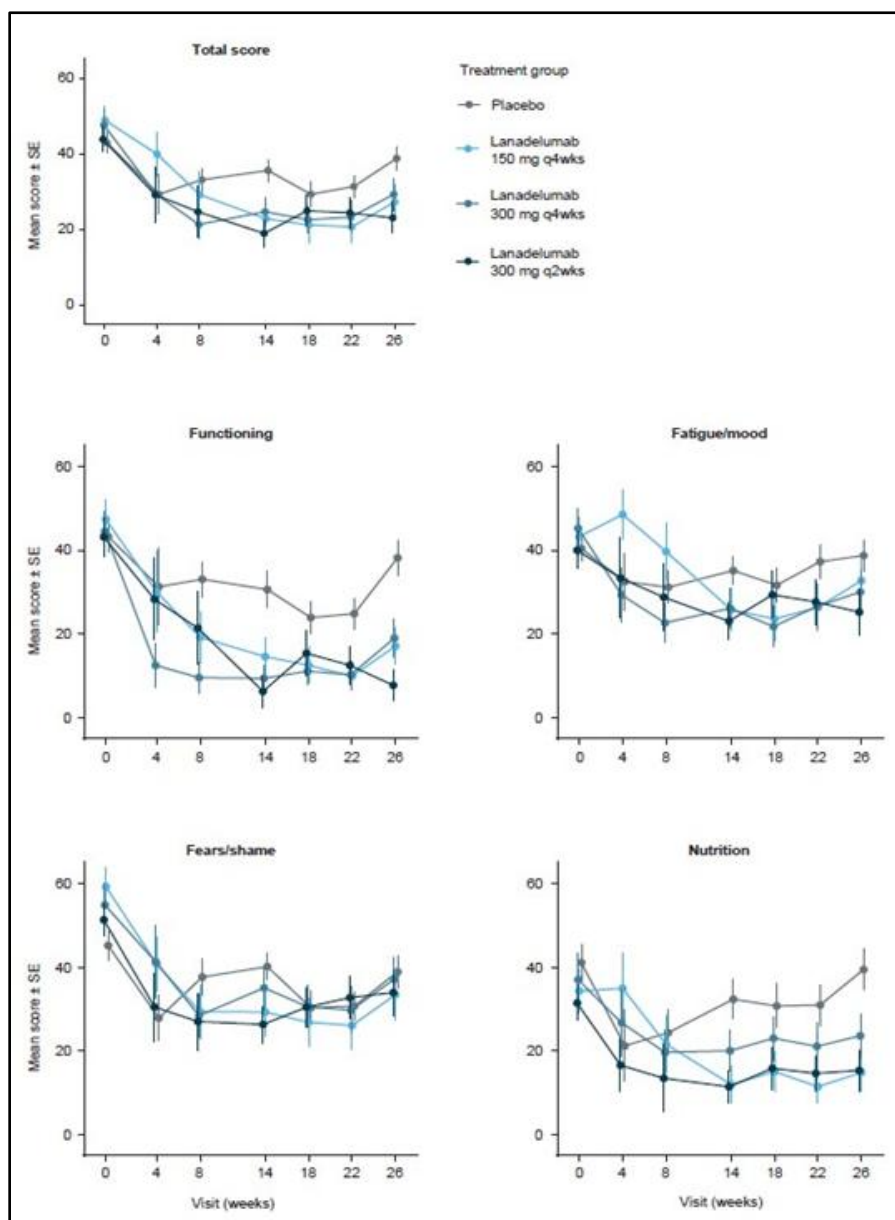 Total score
Mean score ± SE
60
40
20
0
0 4 8 14 18 22 26
Treatment group
Placebo
Lanadelumab
150 mg q4wks
Lanadelumab
300 mg q4wks
Lanadelumab
300 mg q2wks
Functioning
Mean score ± SE
60
40
20
0
0 4 8 14 18 22 26
Fatigue/mood
60
40
20
0
0 4 8 14 18 22 26
Fears/shame
Mean score ± SE
60
40
20
0
0 4 8 14 18 22 26
Visit (weeks)
Nutrition
60
40
20
0
0 4 8 14 18 22 26
Visit (weeks)